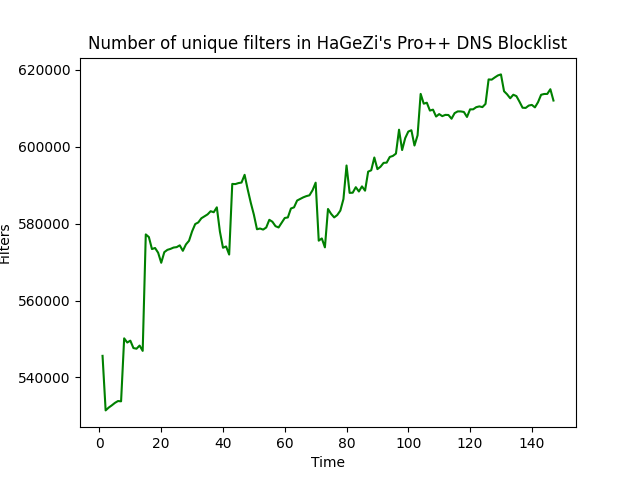 Number of unique filters in HaGeZi's Pro++ DNS Blocklist
620000
600000
580000
560000
540000
Filters
0 20 40 60 80 100 120 140
Time